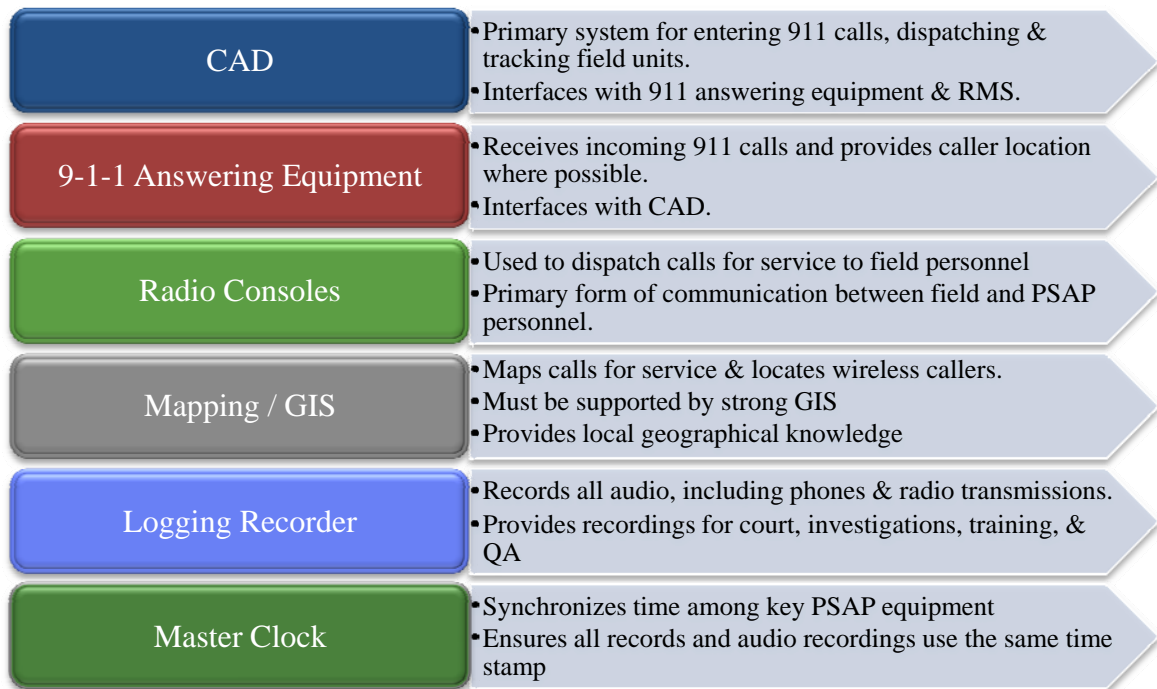 CAD
•Primary system for entering 911 calls, dispatching &
tracking field units.
•Interfaces with 911 answering equipment & RMS.
9-1-1 Answering Equipment
•Receives incoming 911 calls and provides caller location
where possible.
•Interfaces with CAD.
Radio Consoles
•Used to dispatch calls for service to field personnel
•Primary form of communication between field and PSAP
personnel.
Mapping / GIS
•Maps calls for service & locates wireless callers.
•Must be supported by strong GIS
•Provides local geographical knowledge
Logging Recorder
•Records all audio, including phones & radio transmissions.
•Provides recordings for court, investigations, training, &
QA
Master Clock
•Synchronizes time among key PSAP equipment
•Ensures all records and audio recordings use the same time
stamp